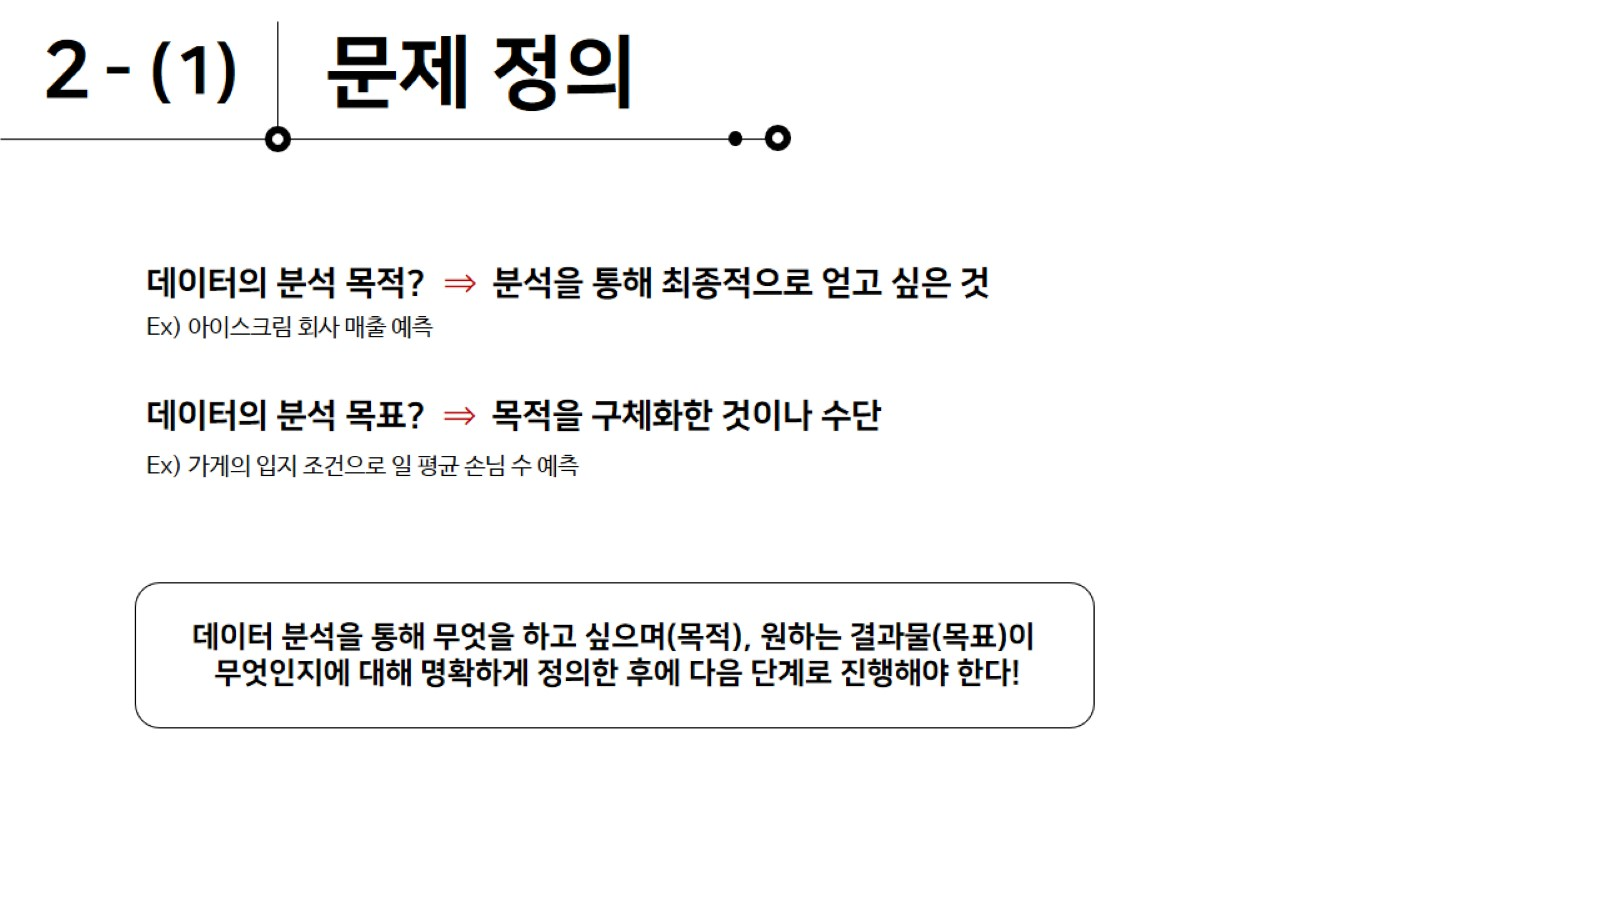 2 - (1) 문제 정의
데이터의 분석 목적? ⇒ 분석을 통해 최종적으로 얻고 싶은 것
Ex) 아이스크림 회사 매출 예측
데이터의 분석 목표? ⇒ 목적을 구체화한 것이나 수단
Ex) 가게의 입지 조건으로 일 평균 손님 수 예측
데이터 분석을 통해 무엇을 하고 싶으며(목적), 원하는 결과물(목표)이
무엇인지에 대해 명확하게 정의한 후에 다음 단계로 진행해야 한다!